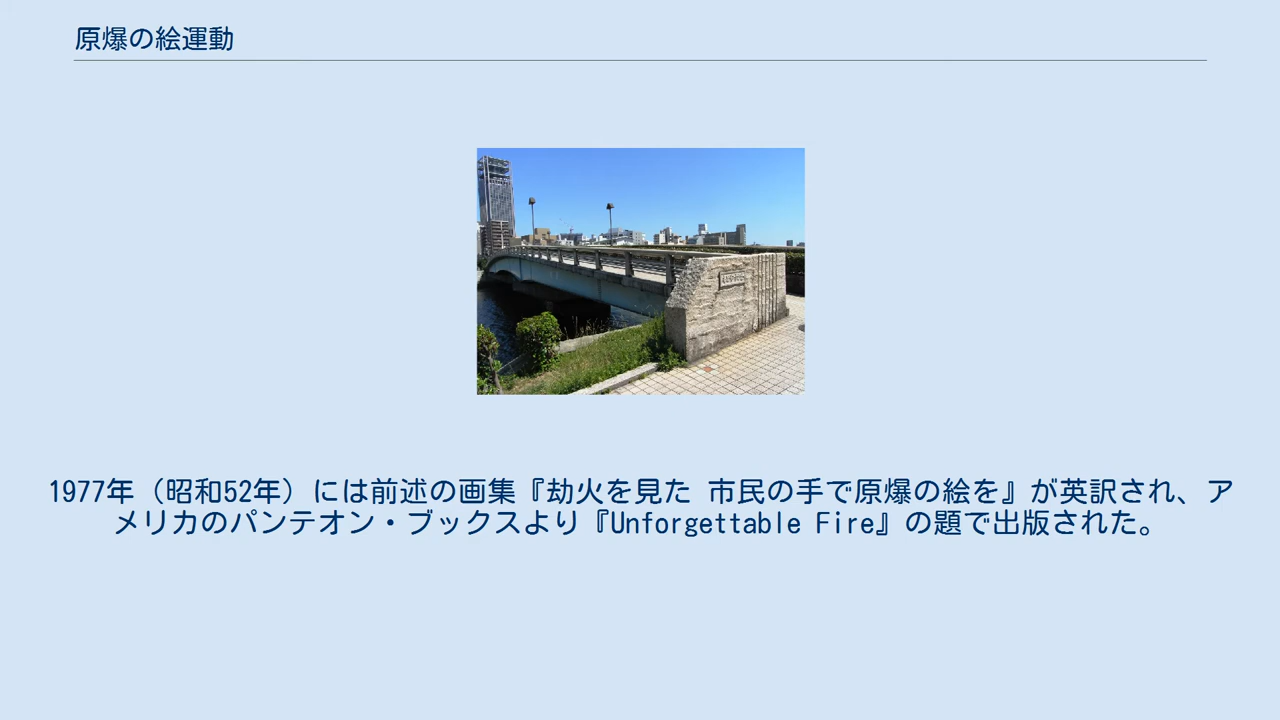 原爆の絵運動
1977年（昭和52年）には前述の画集『劫火を見た 市民の手で原爆の絵を』が英訳され、ア
メリカのパンテオン・ブックスより『Unforgettable Fire』の題で出版された。